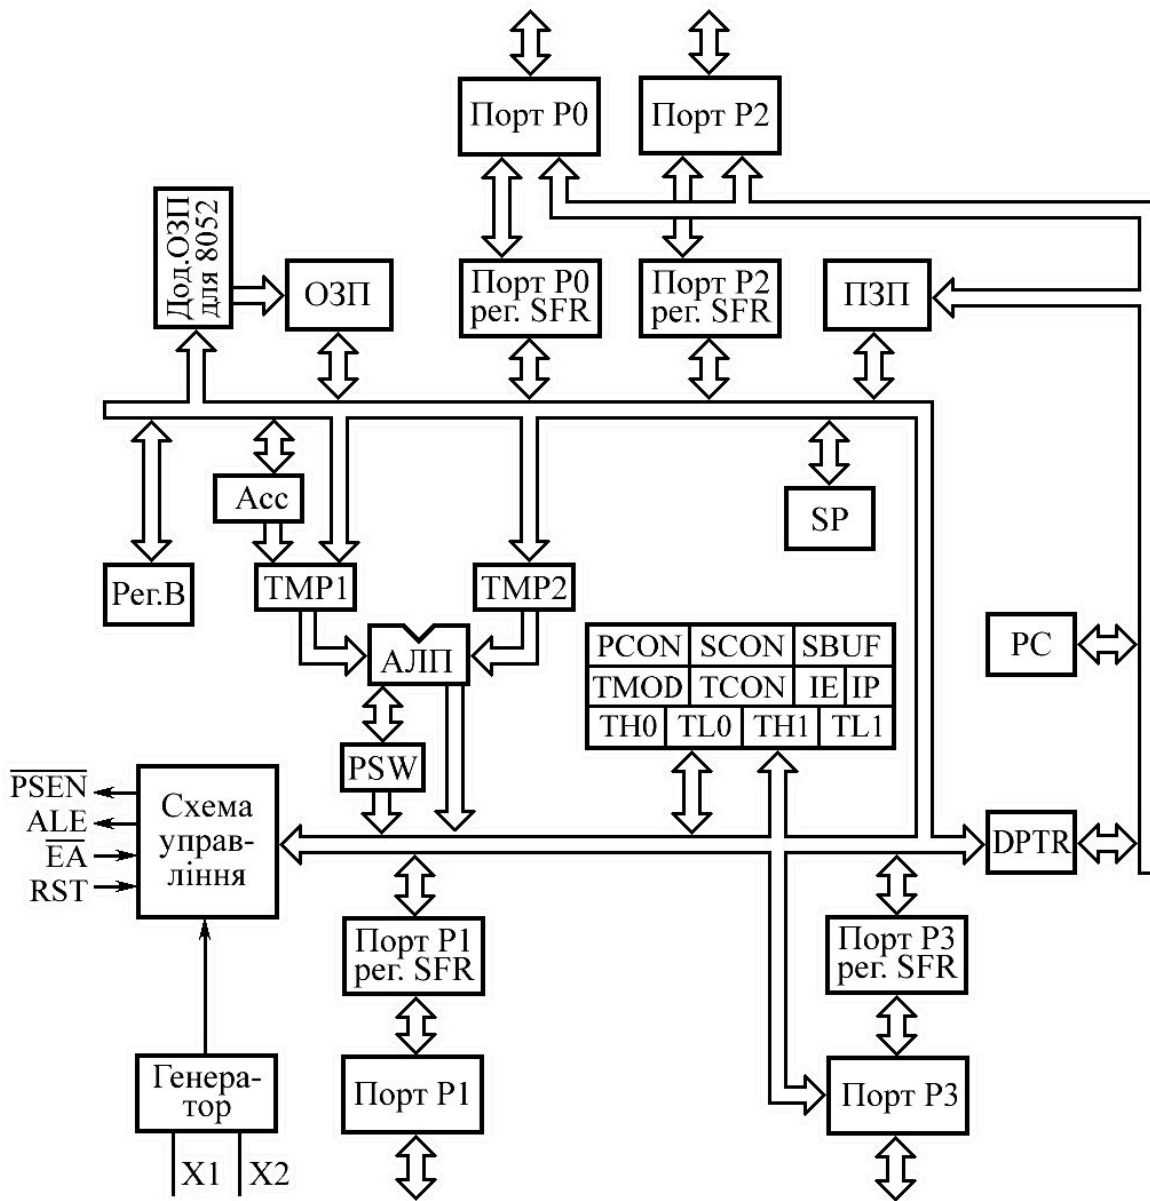 Порт P0
Порт P2
Дод.ОЗП
для 8052
ОЗП
Порт P0
рег. SFR
Порт P2
рег. SFR
ПЗП
Acc
SP
Рег.В
TMP1
TMP2
АЛП
PCON SCON SBUF
TMOD TCON IE IP
TH0 TL0 TH1 TL1
PC
PSW
PSEN
ALE
EA
RST
Схема
управ-
ління
DPTR
Порт P1
рег. SFR
Порт P3
рег. SFR
Генера-
тор
Порт P1
Порт P3
X1 X2